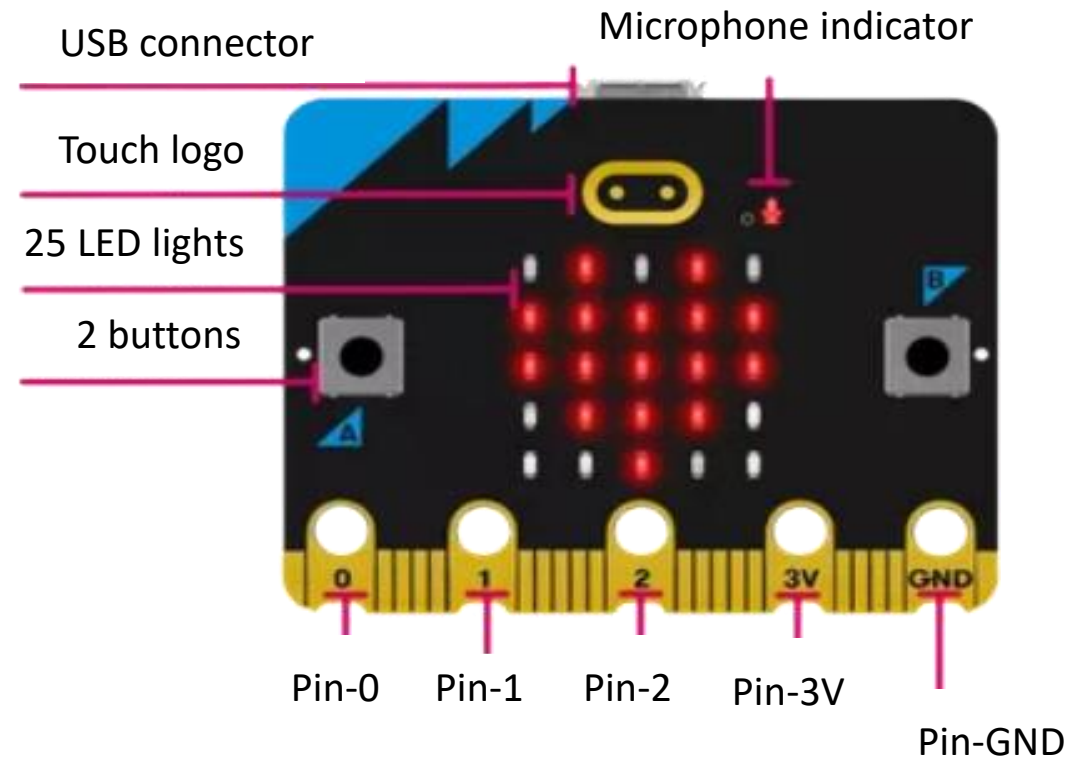 USB connector
Microphone indicator
Touch logo
25 LED lights
2 buttons
B
A
0 1 2 3V GND
Pin-0 Pin-1 Pin-2 Pin-3V
Pin-GND